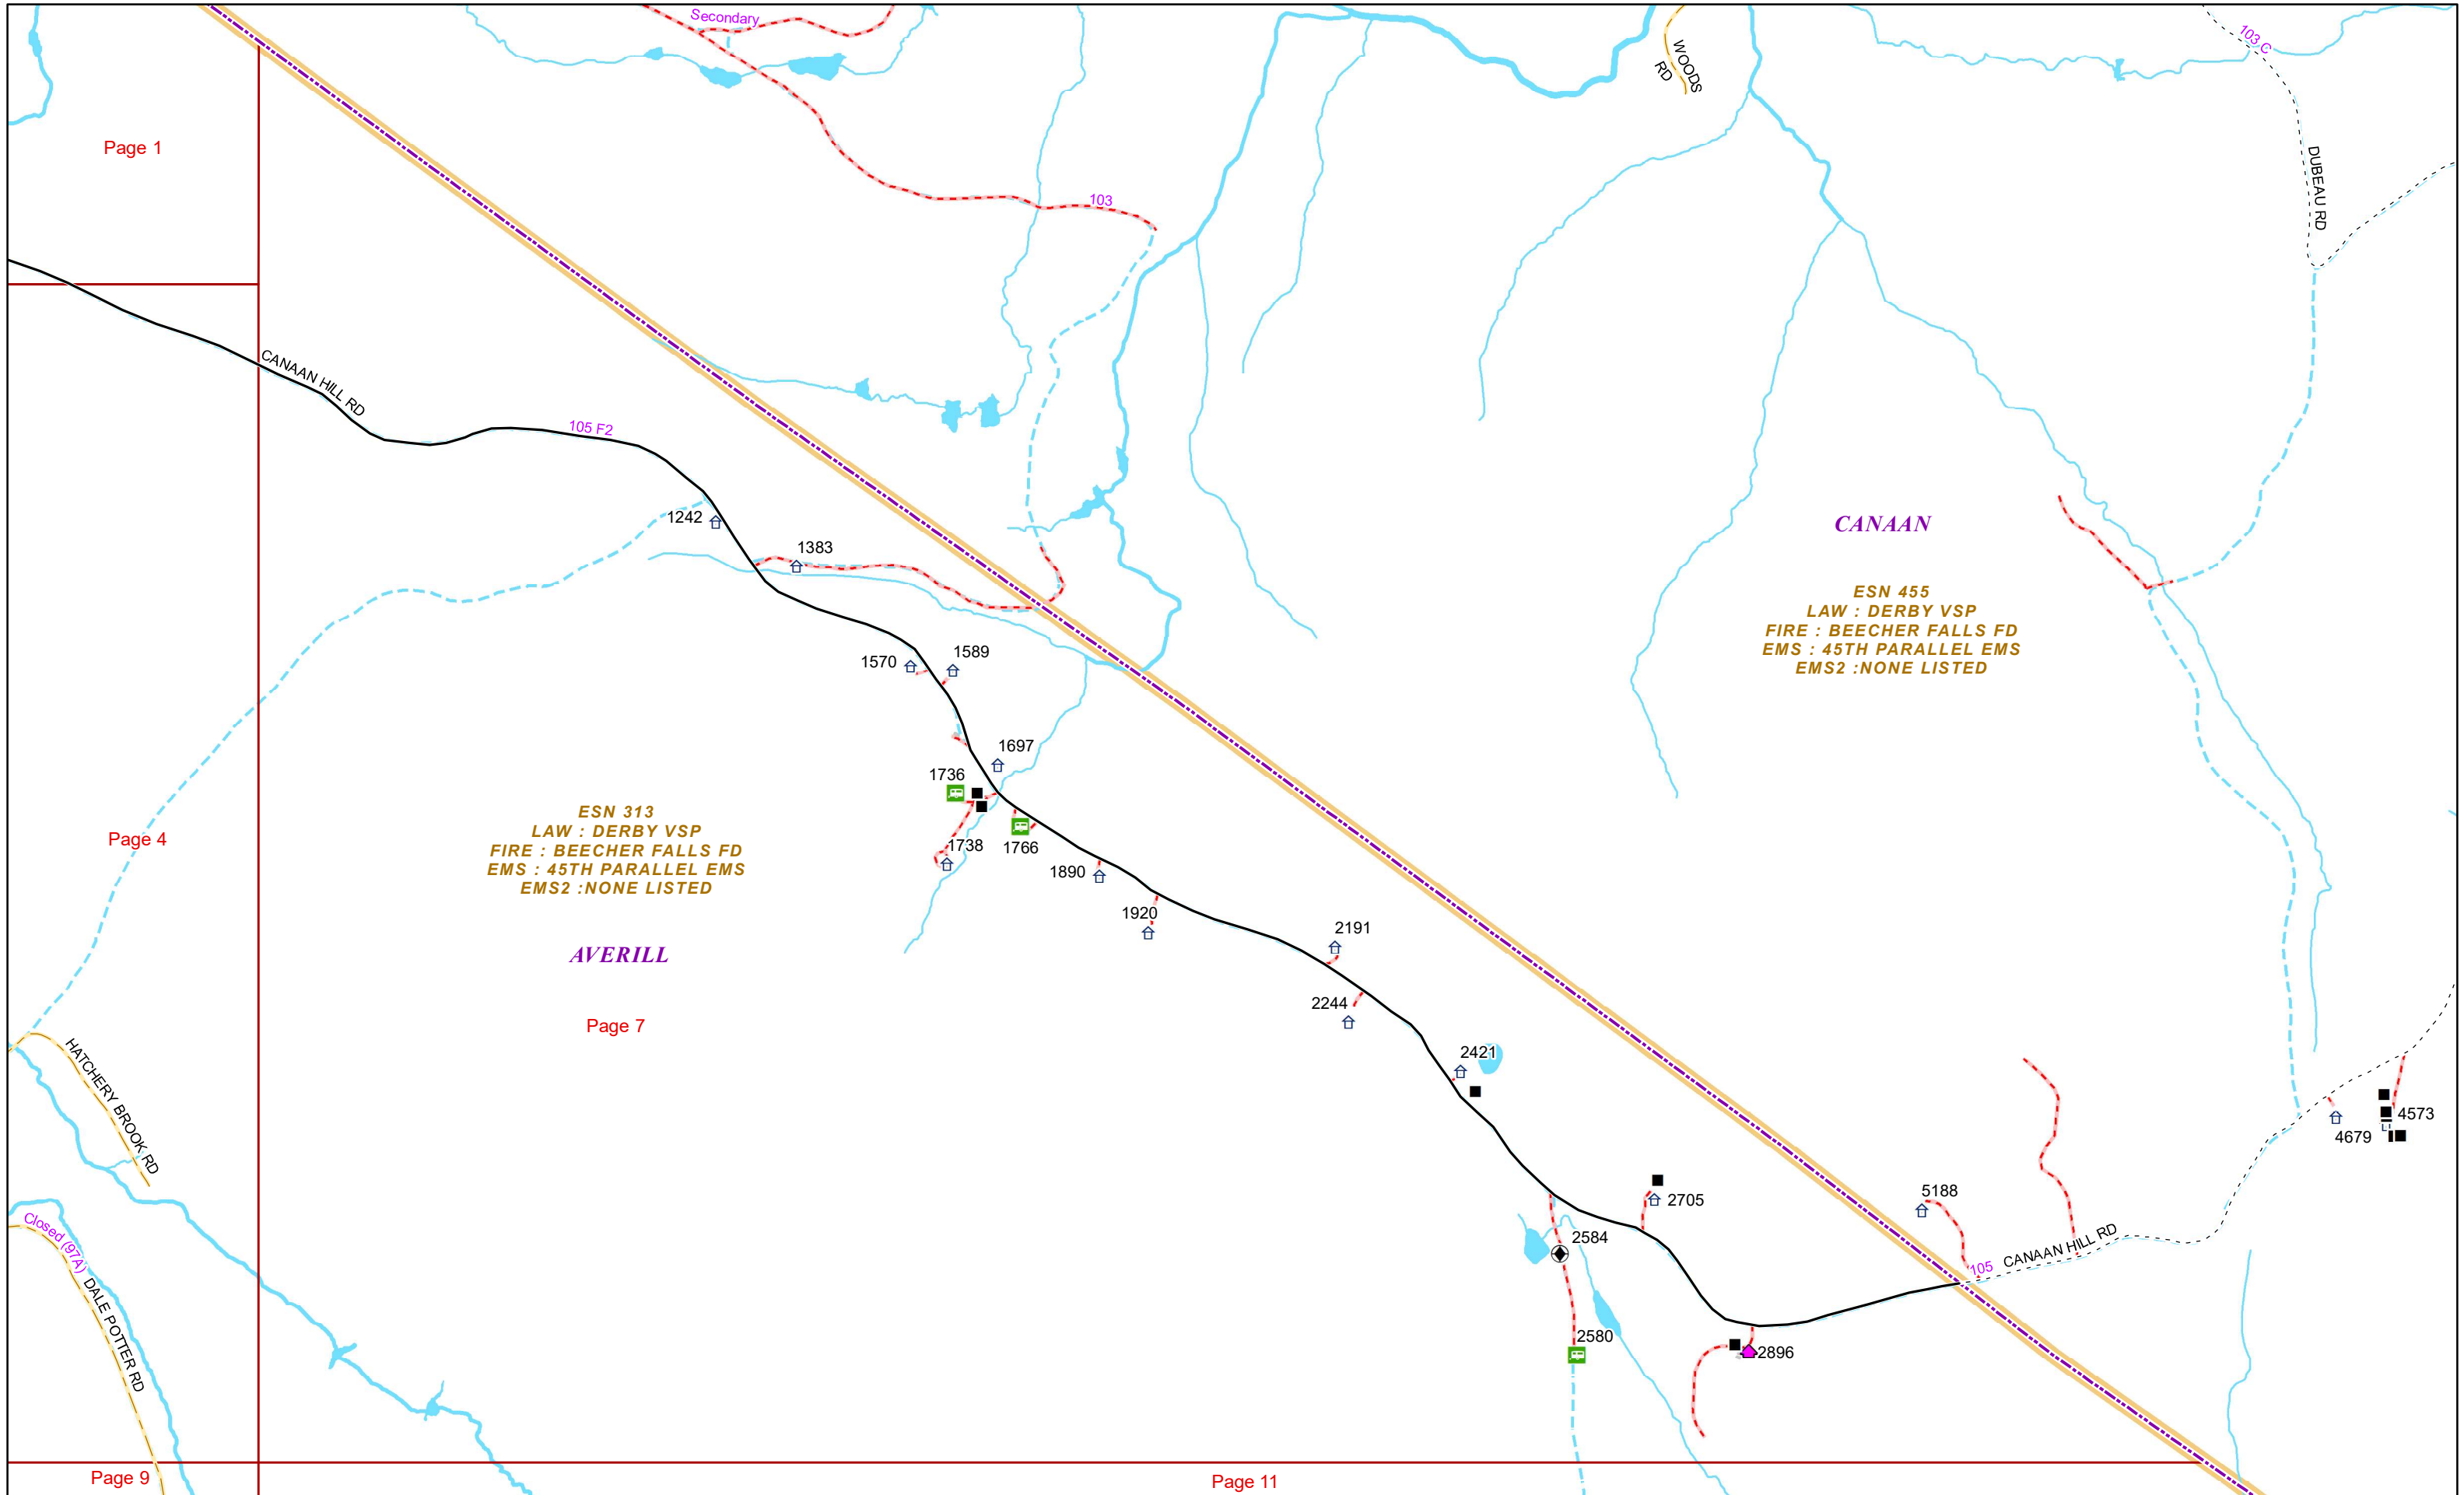 Secondary
WOODS
RD
103 C
Page 1
DUBEAU RD
103
CANAAN HILL RD
105 F2
1242
CANAAN
1383
ESN 455
LAW : DERBY VSP
FIRE : BEECHER FALLS FD
EMS : 45TH PARALLEL EMS
EMS2 :NONE LISTED
1570
1589
1697
1736
ESN 313
LAW : DERBY VSP
FIRE : BEECHER FALLS FD
EMS : 45TH PARALLEL EMS
EMS2 :NONE LISTED
Page 4
1738
1766
1890
1920
2191
AVERILL
2244
Page 7
2421
HATCHERY BROOK RD
4573
4679
5188
2705
Closed (97A)
DALE POTTER RD
2584
105
CANAAN HILL RD
2580
2896
Page 9
Page 11